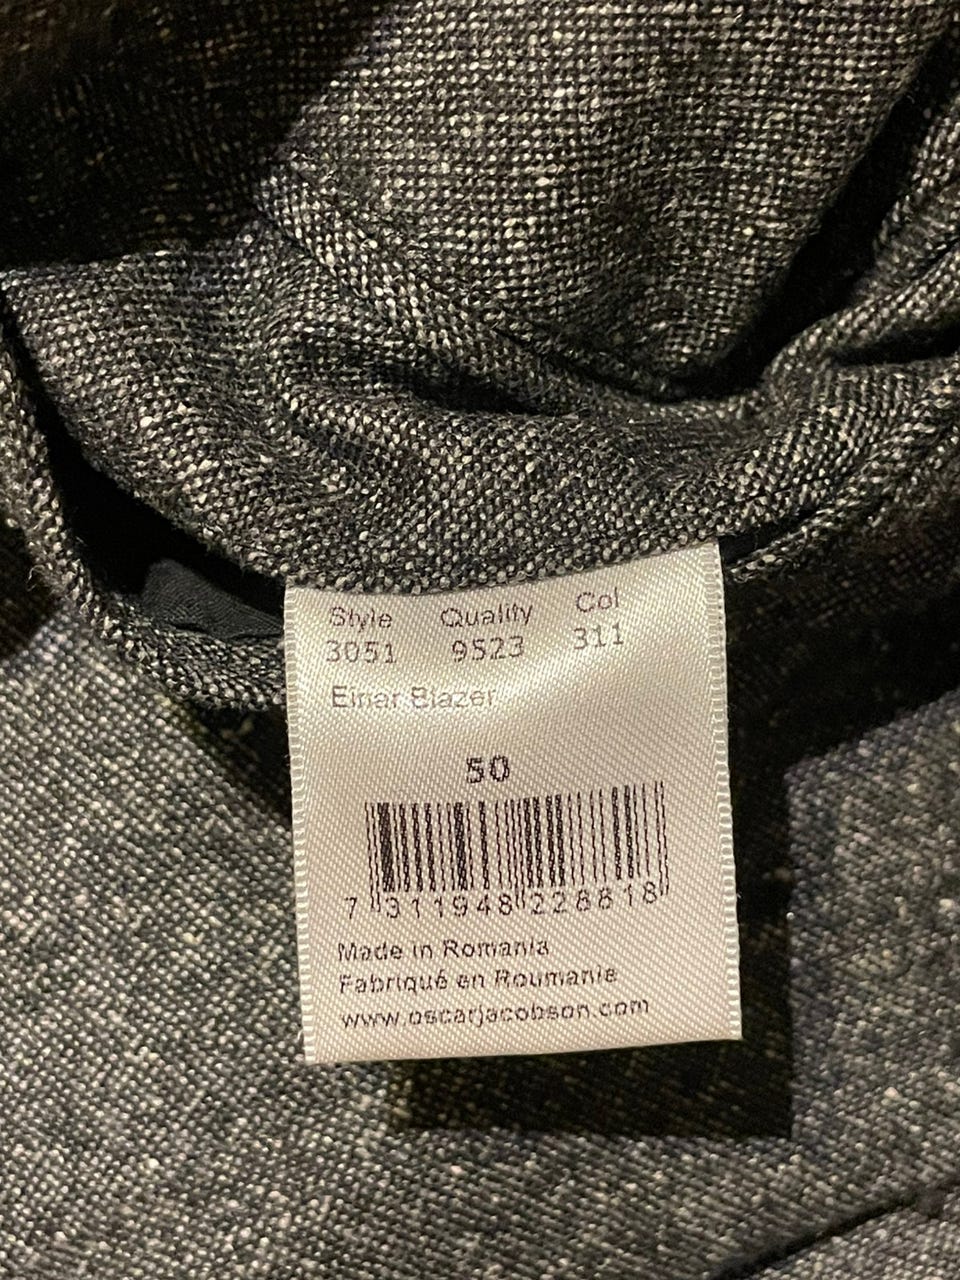 Style Quality Col
3051 9523 311
Einar Blazer
50
7 311948 228818
Made in Romania
Fabriqué en Roumanie
www.oscarjacobson.com